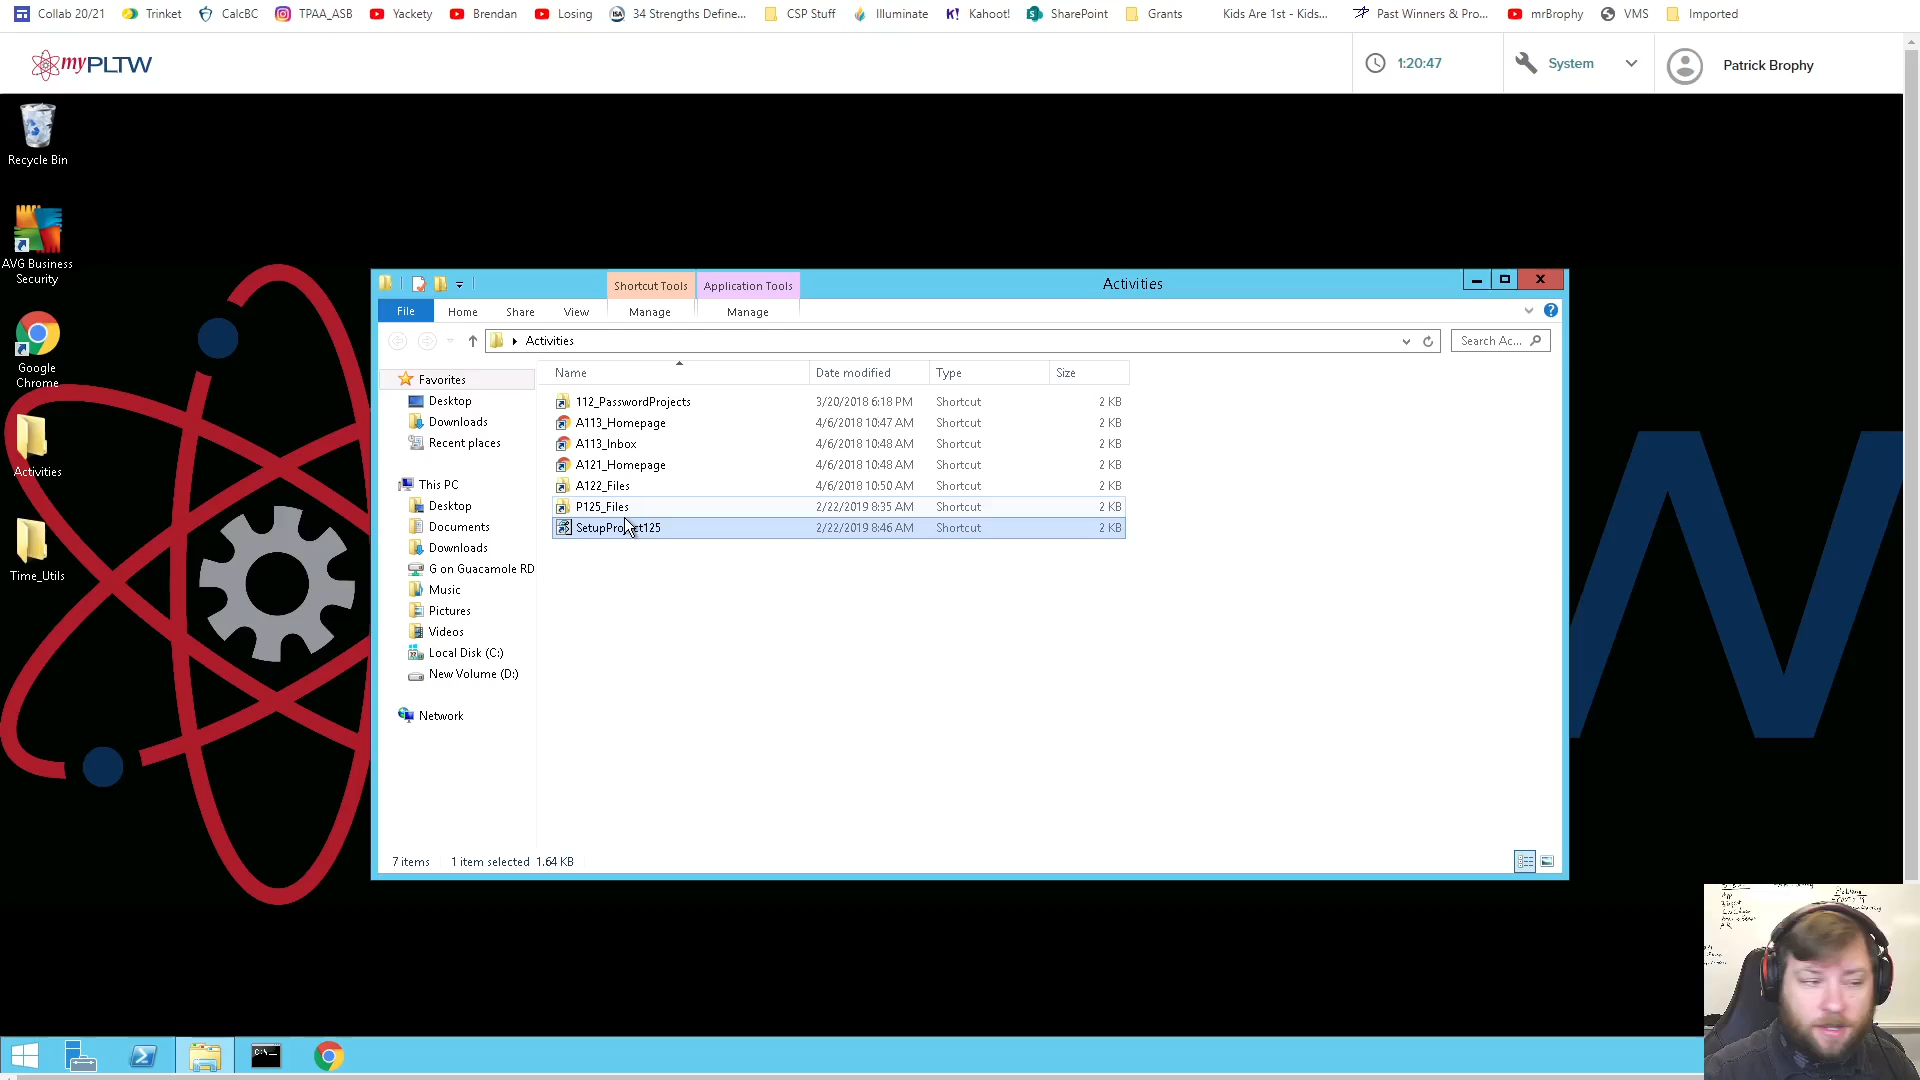 Collab 20/21 Trinket CalcBC TPAA_ASB Yackety Brendan Losing 34 Strengths Define... CSP Stuff Illuminate Kahoot! SharePoint Grants Kids Are 1st - Kids... Past Winners & Pro... mrBrophy VMS Imported
myPLTW 1:20:47 System Patrick Brophy
Recycle Bin
AVG Business
Security
Google
Chrome
Activities
Time_Utils
Shortcut Tools Application Tools Activities
File Home Share View Manage Manage
Activities Search Ac...
Name Date modified Type Size
Favorites
Desktop
Downloads
Recent places
This PC
Desktop
Documents
Downloads
G on Guacamole RD
Music
Pictures
Videos
Local Disk (C:)
New Volume (D:)
Network
112_PasswordProjects 3/20/2018 6:18 PM Shortcut 2 KB
A113_Homepage 4/6/2018 10:47 AM Shortcut 2 KB
A113_Inbox 4/6/2018 10:48 AM Shortcut 2 KB
A121_Homepage 4/6/2018 10:48 AM Shortcut 2 KB
A122_Files 4/6/2018 10:50 AM Shortcut 2 KB
P125_Files 2/22/2019 8:35 AM Shortcut 2 KB
SetupProject125 2/22/2019 8:46 AM Shortcut 2 KB
7 items 1 item selected 1.64 KB